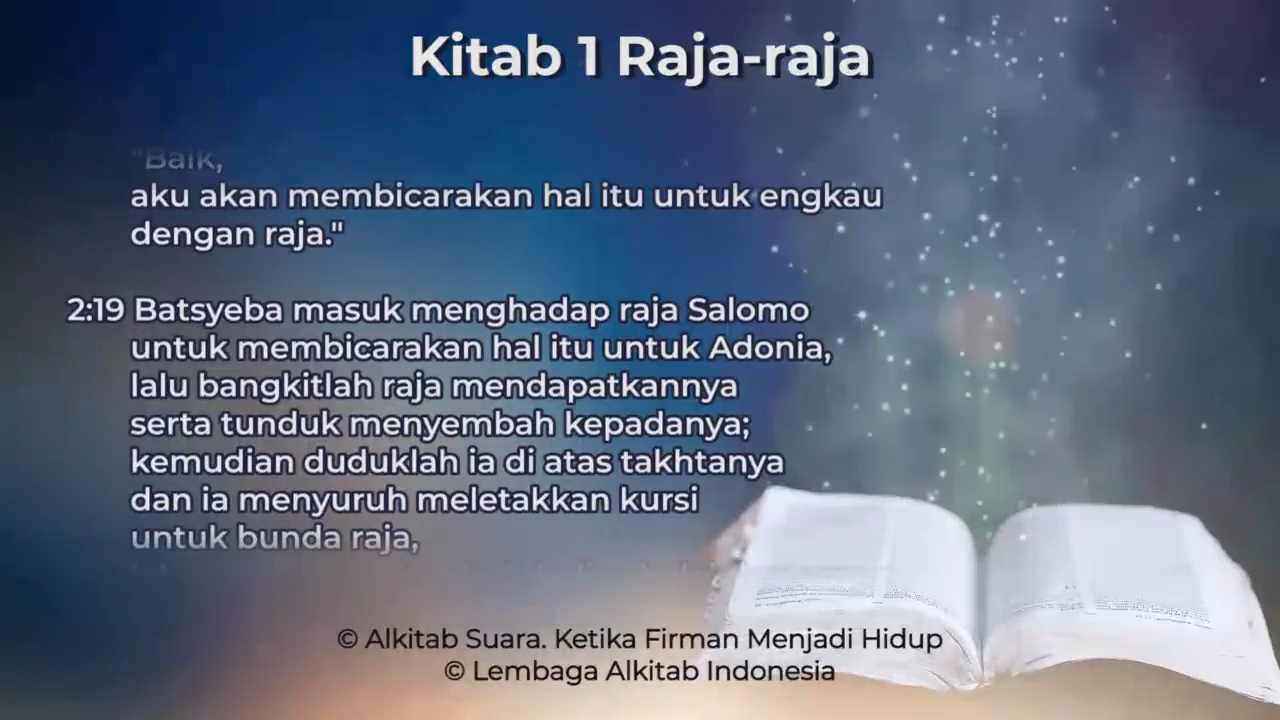 Kitab 1 Raja-raja
"Baik,
aku akan membicarakan hal itu untuk engkau
dengan raja."
2:19 Batsyeba masuk menghadap raja Salomo
untuk membicarakan hal itu untuk Adonia,
lalu bangkitlah raja mendapatkannya
serta tunduk menyembah kepadanya;
kemudian duduklah ia di atas takhtanya
dan ia menyuruh meletakkan kursi
untuk bunda raja,
© Alkitab Suara. Ketika Firman Menjadi Hidup
© Lembaga Alkitab Indonesia